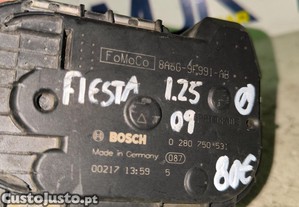 FoMoCo 8A6G-9F991-AB
FIESTA 1.25
09
BOSCH 0 280 750 53
Made in Germany 087
00217 13:59 5
80€
CustoJusto.pt